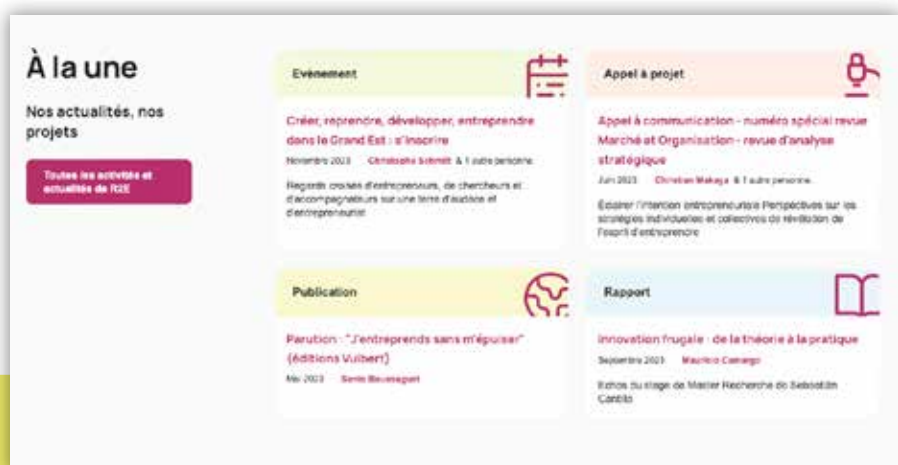 À la une
Nos actualités, nos
projets
Toutes les activités et
actualités de R2E
Evènement
Créer, reprendre, développer, entreprendre
dans le Grand Est : s'inscrire
Novembre 2023 Christophe Schmitt & 1 autre personne
Regards croisés d'entrepreneurs, de chercheurs et
d'accompagnateurs sur une terre d'audace et
d'entrepreneuriat
Appel à projet
Appel à communication - numéro spécial revue
Marché et Organisation - revue d'analyse
stratégique
Juin 2023 Christian Makaya & 1 autre personne
Éclairer l'intention entrepreneuriale Perspectives sur les
stratégies individuelles et collectives de révélation de
l'esprit d'entreprendre
Publication
Parution : "J'entreprends sans m'épuiser"
(éditions Vuibert)
Mai 2023
Rapport
Innovation frugale : de la théorie à la pratique
Septembre 2023 Mauricio Camargo
Echos du stage de Master Recherche de Sebastián